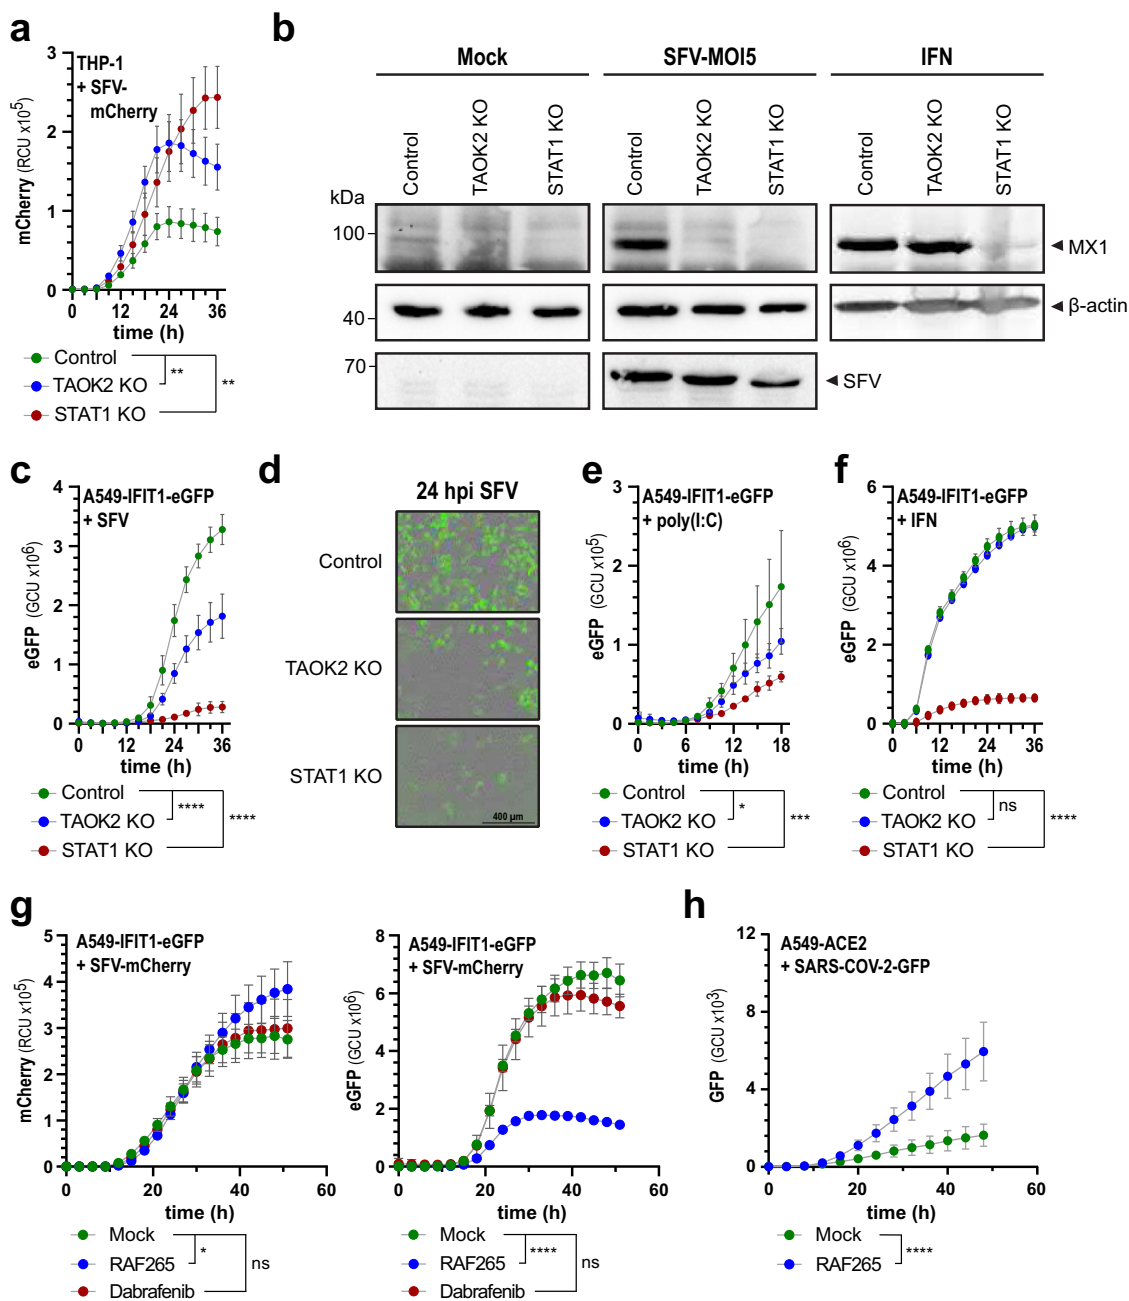 a
THP-1
+ SFV-
mCherry
mCherry (RCU x10^5)
3
2
1
0
0 12 24 36
time (h)
Control
TAOK2 KO
STAT1 KO
**
**
b
Mock
SFV-MOI5
IFN
Control
TAOK2 KO
STAT1 KO
Control
TAOK2 KO
STAT1 KO
Control
TAOK2 KO
STAT1 KO
kDa
100
40
70
MX1
β-actin
SFV
c
A549-IFIT1-eGFP
+ SFV
eGFP (GCU x10^6)
4
3
2
1
0
0 12 24 36
time (h)
Control
TAOK2 KO
STAT1 KO
****
****
d
24 hpi SFV
Control
TAOK2 KO
STAT1 KO
400 µm
e
A549-IFIT1-eGFP
+ poly(I:C)
eGFP (GCU x10^5)
3
2
1
0
0 6 12 18
time (h)
Control
TAOK2 KO
STAT1 KO
*
***
f
A549-IFIT1-eGFP
+ IFN
eGFP (GCU x10^6)
6
4
2
0
0 12 24 36
time (h)
Control
TAOK2 KO
STAT1 KO
ns
****
g
A549-IFIT1-eGFP
+ SFV-mCherry
mCherry (RCU x10^5)
5
4
3
2
1
0
0 20 40 60
time (h)
Mock
RAF265
Dabrafenib
*
ns
A549-IFIT1-eGFP
+ SFV-mCherry
eGFP (GCU x10^6)
8
6
4
2
0
0 20 40 60
time (h)
Mock
RAF265
Dabrafenib
****
ns
h
A549-ACE2
+ SARS-COV-2-GFP
GFP (GCU x10^3)
12
8
4
0
0 20 40 60
time (h)
Mock
RAF265
****